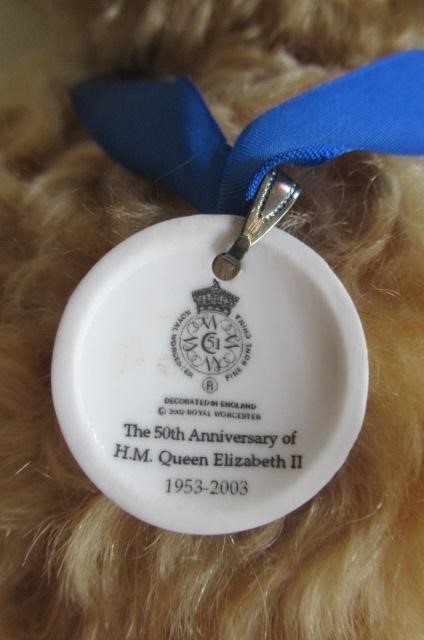 ROYAL WORCESTER
FINE BONE CHINA
51
®
DECORATED IN ENGLAND
© 2002 ROYAL WORCESTER
The 50th Anniversary of
H.M. Queen Elizabeth II
1953-2003